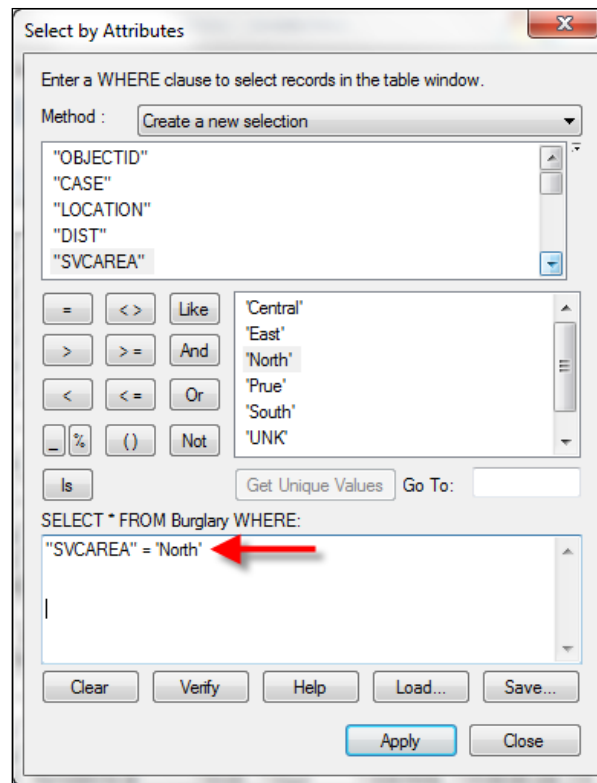 Select by Attributes
X
Enter a WHERE clause to select records in the table window.
Method : Create a new selection
"OBJECTID"
"CASE"
"LOCATION"
"DIST"
"SVCAREA"
= < > Like
> > = And
< < = Or
_ % ( ) Not
Is
'Central'
'East'
'North'
'Prue'
'South'
'UNK'
Get Unique Values Go To:
SELECT * FROM Burglary WHERE:
"SVCAREA" = 'North'
Clear Verify Help Load... Save...
Apply Close